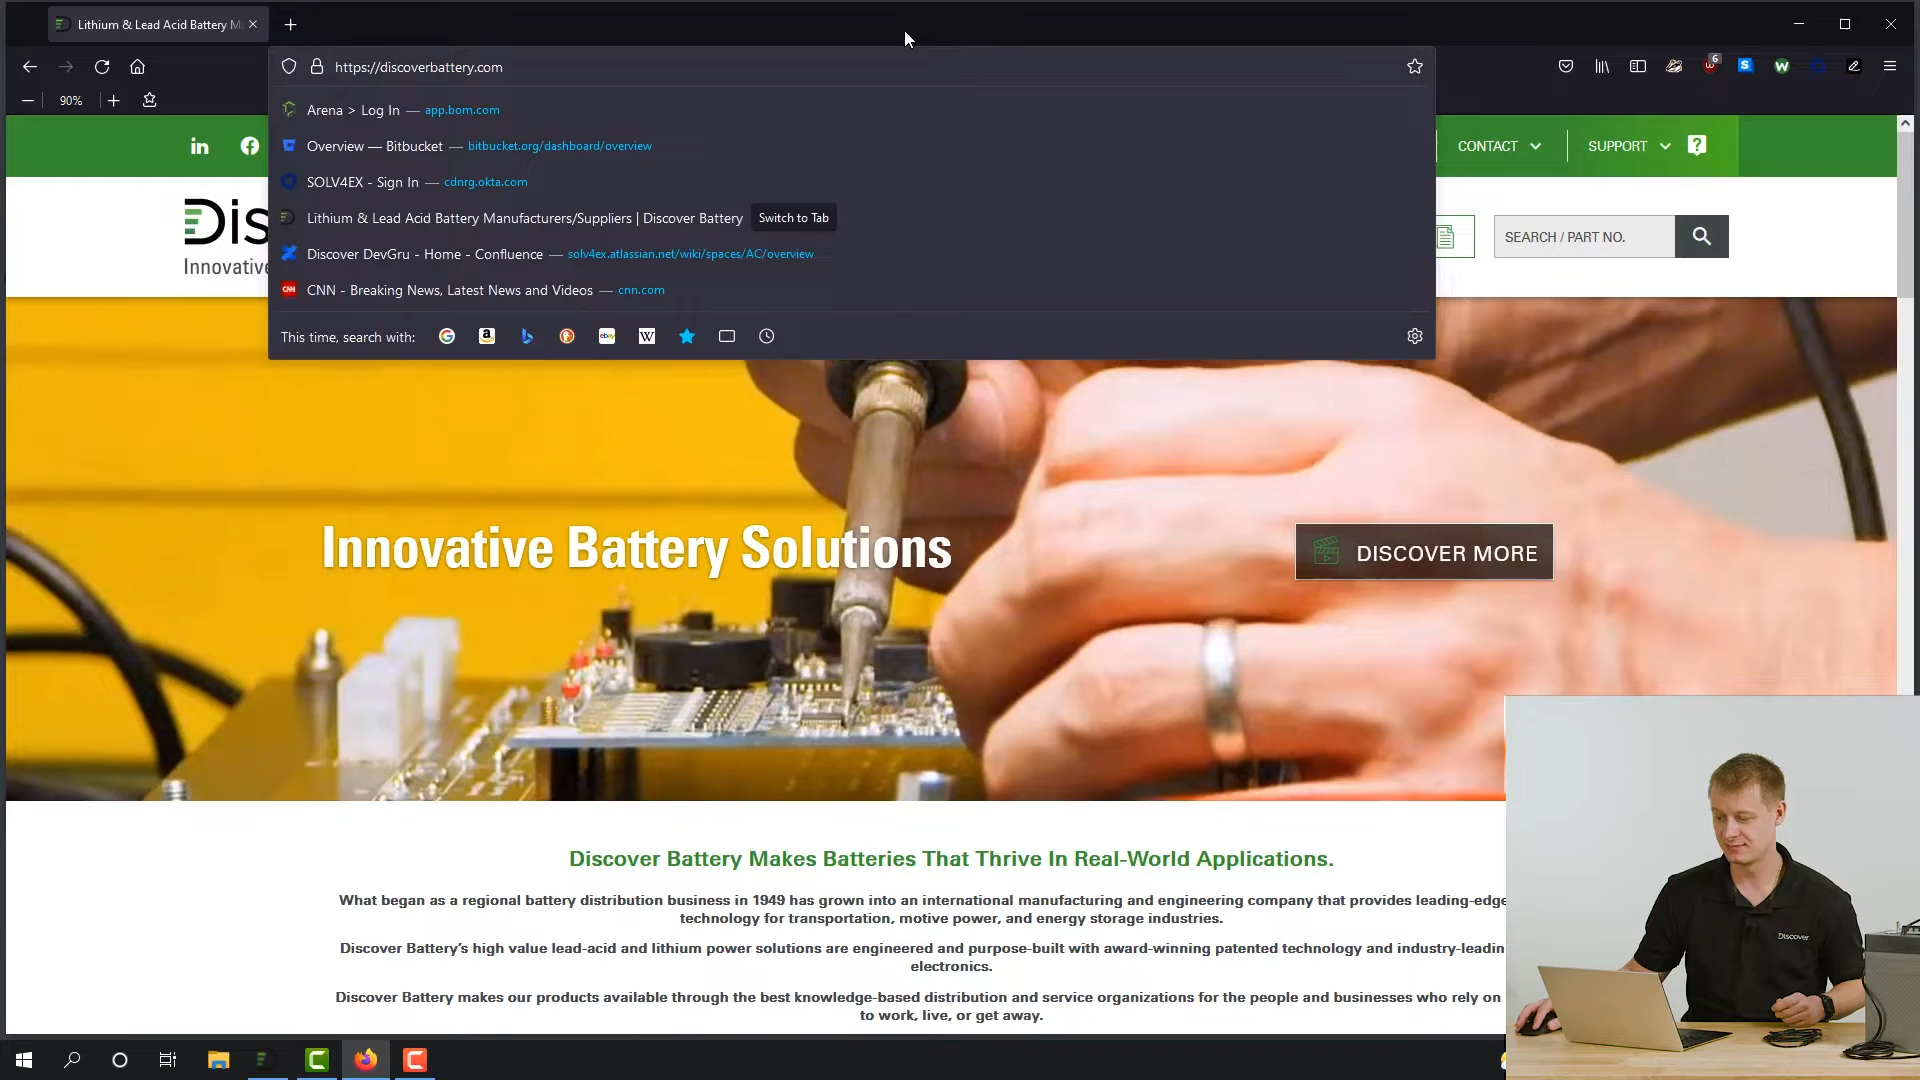 Lithium & Lead Acid Battery M
https://discoverbattery.com
6
90%
Arena > Log In — app.bom.com
Overview — Bitbucket — bitbucket.org/dashboard/overview
SOLV4EX - Sign In — cdnrg.okta.com
Lithium & Lead Acid Battery Manufacturers/Suppliers | Discover Battery Switch to Tab
Discover DevGru - Home - Confluence — solv4ex.atlassian.net/wiki/spaces/AC/overview
CNN - Breaking News, Latest News and Videos — cnn.com
This time, search with:
CONTACT
SUPPORT
Dis
Innovative
SEARCH / PART NO.
Innovative Battery Solutions
DISCOVER MORE
Discover Battery Makes Batteries That Thrive In Real-World Applications.
What began as a regional battery distribution business in 1949 has grown into an international manufacturing and engineering company that provides leading-edge
technology for transportation, motive power, and energy storage industries.
Discover Battery's high value lead-acid and lithium power solutions are engineered and purpose-built with award-winning patented technology and industry-leadin
electronics.
Discover Battery makes our products available through the best knowledge-based distribution and service organizations for the people and businesses who rely on
to work, live, or get away.
Discover